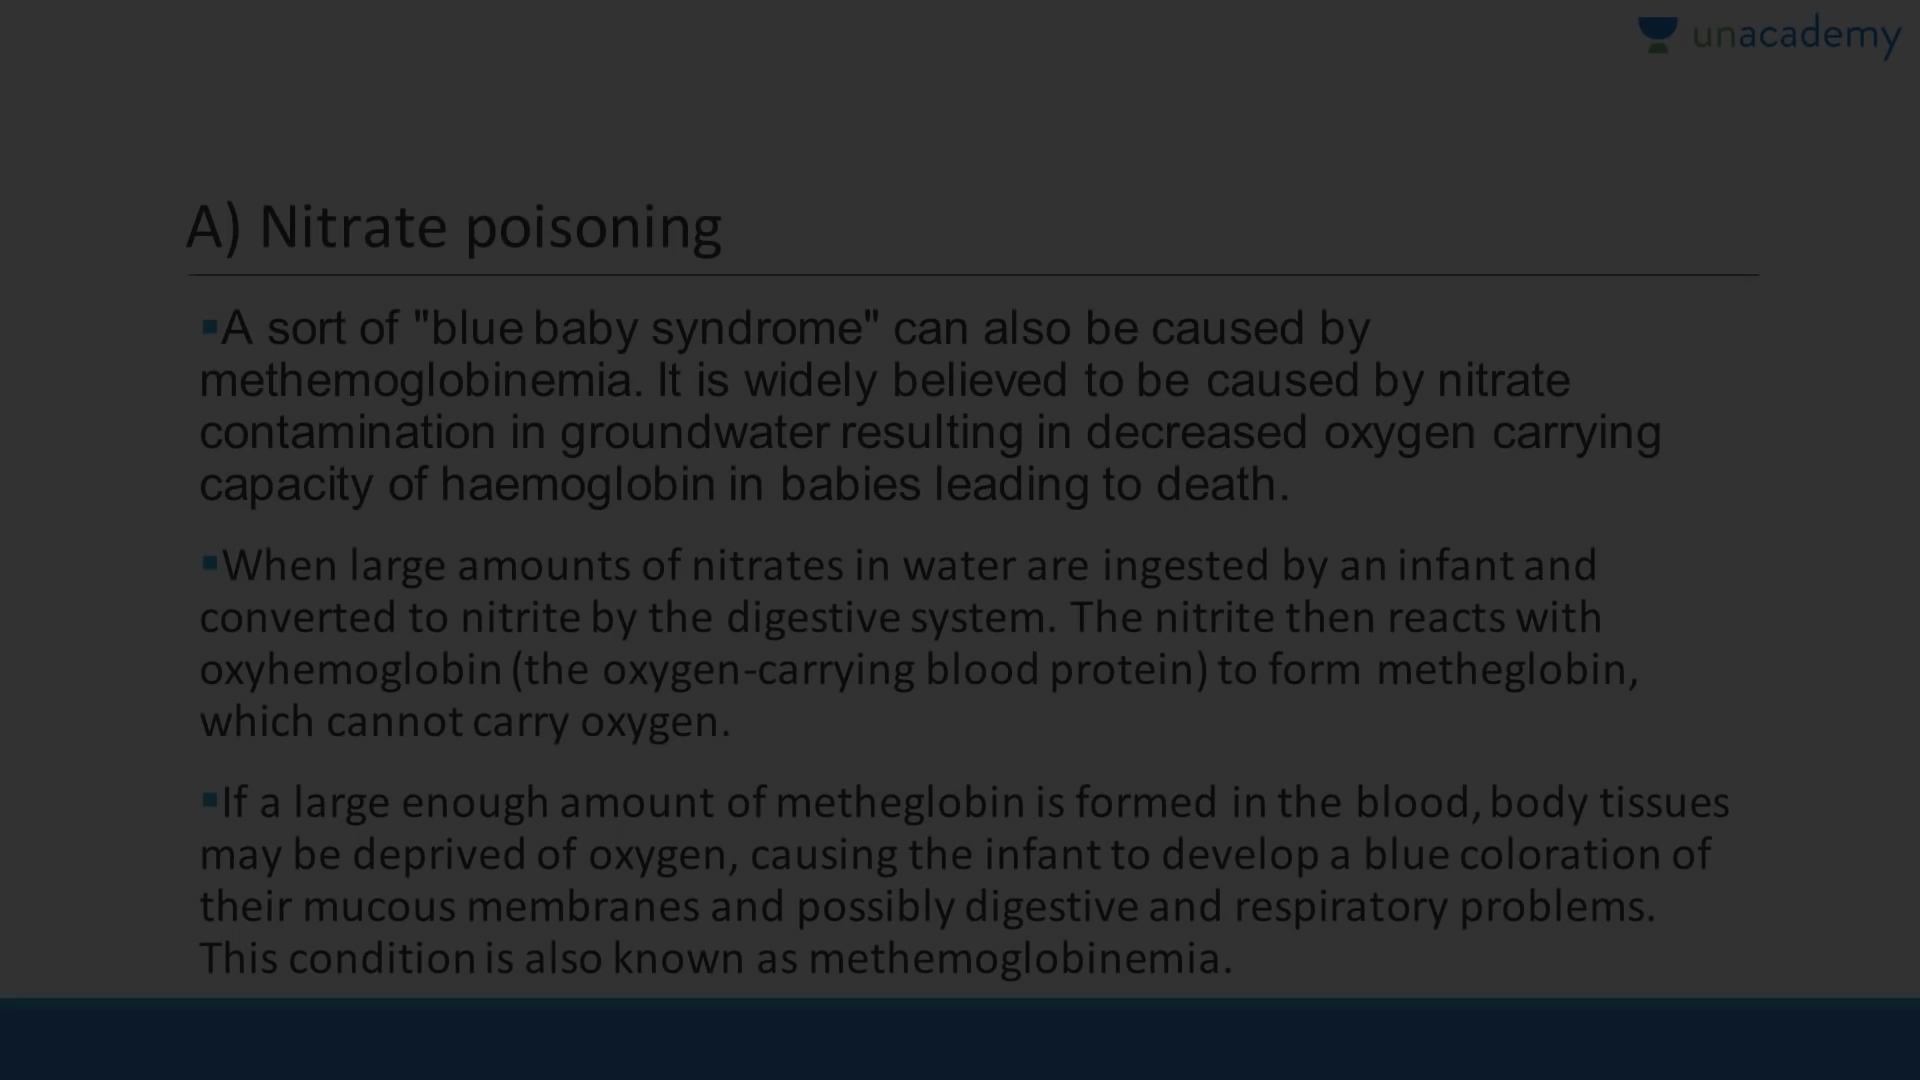 unacademy
A) Nitrate poisoning
▪A sort of "blue baby syndrome" can also be caused by
methemoglobinemia. It is widely believed to be caused by nitrate
contamination in groundwater resulting in decreased oxygen carrying
capacity of haemoglobin in babies leading to death.
▪When large amounts of nitrates in water are ingested by an infant and
converted to nitrite by the digestive system. The nitrite then reacts with
oxyhemoglobin (the oxygen-carrying blood protein) to form metheglobin,
which cannot carry oxygen.
▪If a large enough amount of metheglobin is formed in the blood, body tissues
may be deprived of oxygen, causing the infant to develop a blue coloration of
their mucous membranes and possibly digestive and respiratory problems.
This condition is also known as methemoglobinemia.